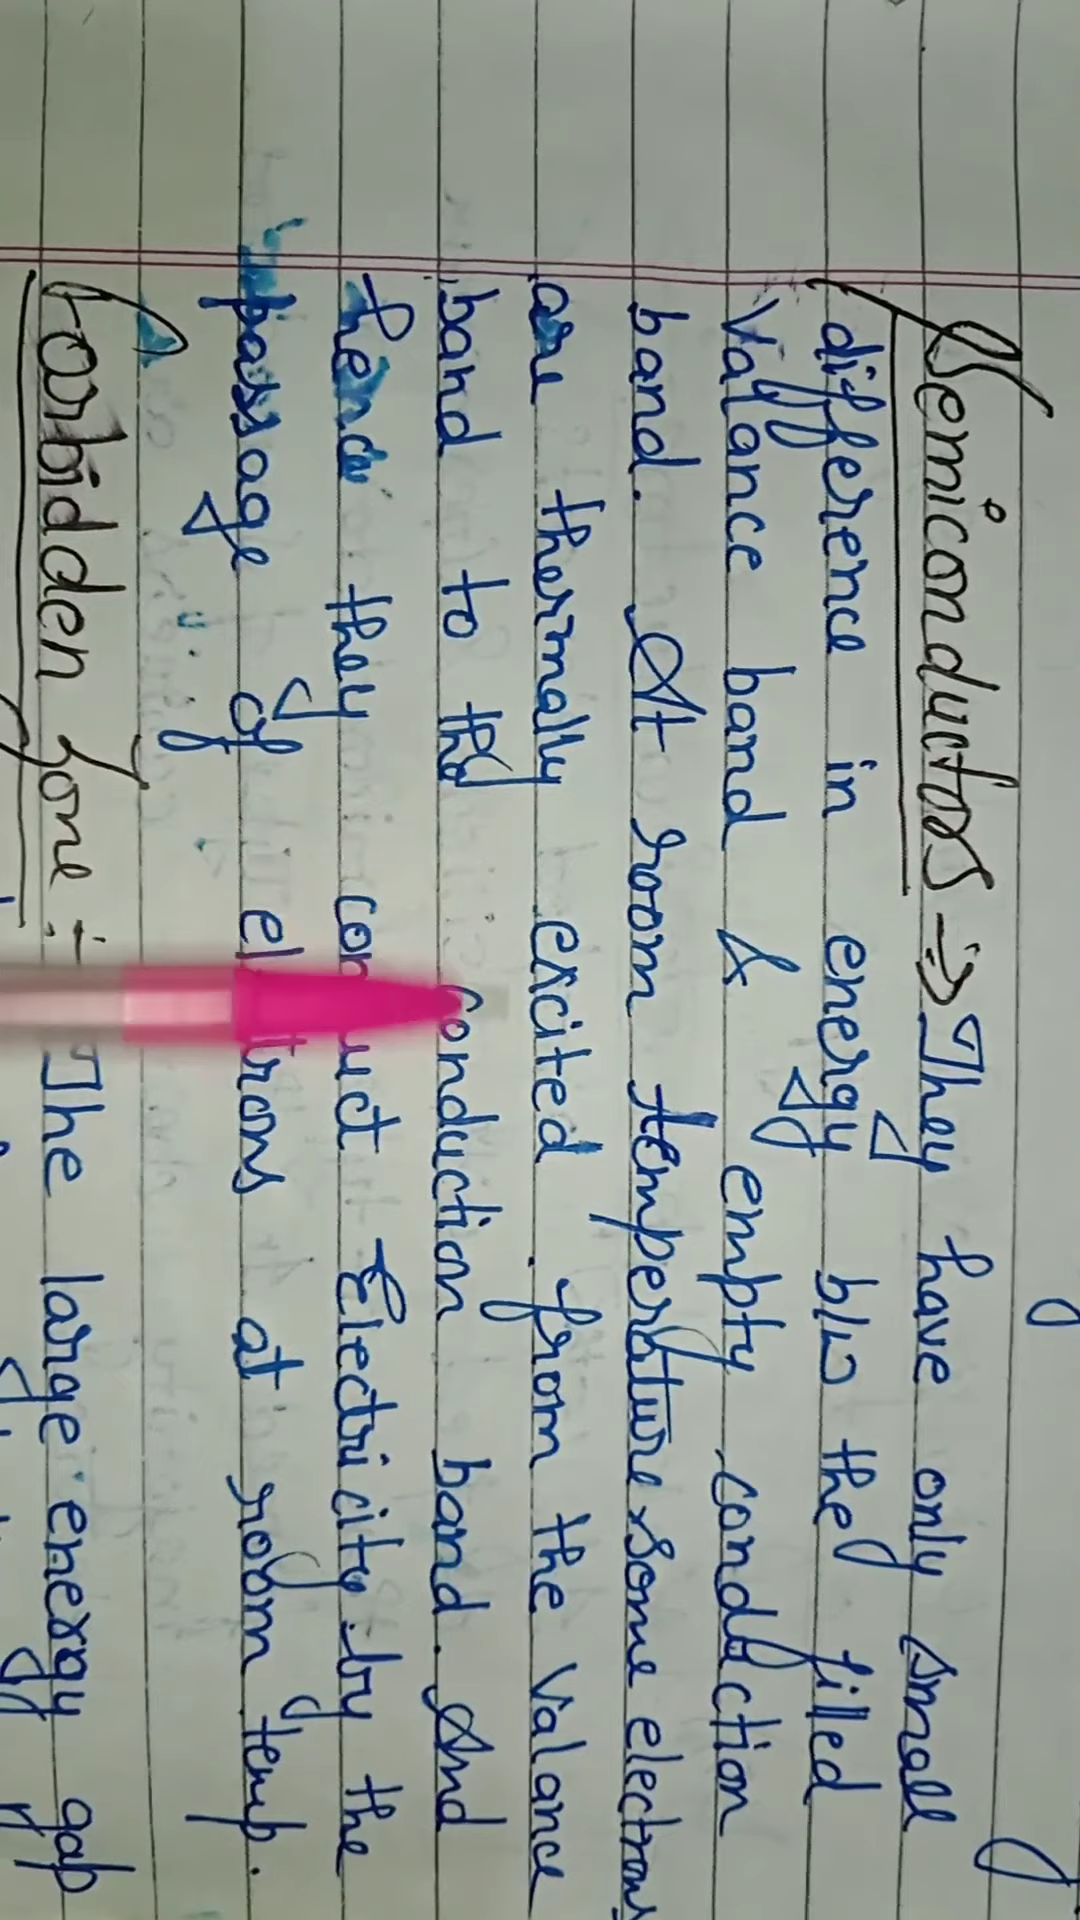 Semiconductors => They have only small
difference in energy b/w the filled
valance band & empty conduction
band. At room temperature some electrons
are thermally excited from the valance
band to the conduction band. And
hence they conduct Electricity by the
passage of electrons at room temp.
Forbidden zone :- The large energy gap